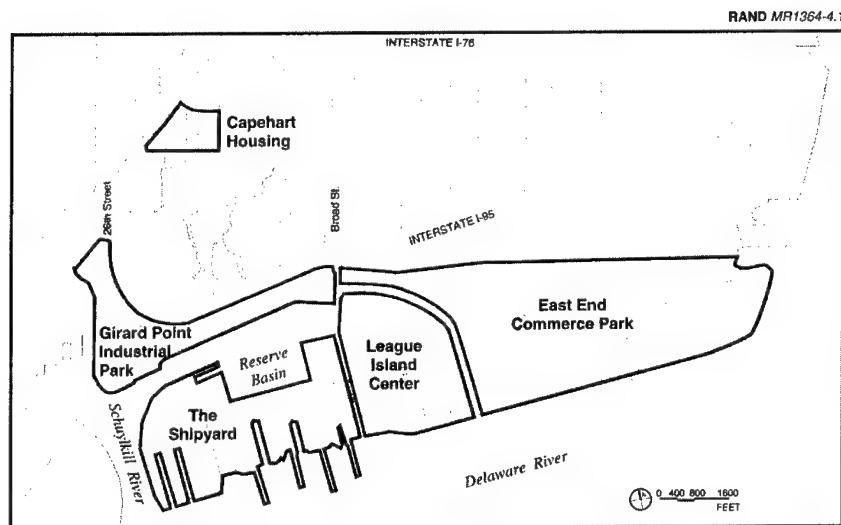 RAND MR1364-4.1
INTERSTATE I-76
Capehart
Housing
26th Street
Broad St.
INTERSTATE I-95
East End
Commerce Park
Girard Point
Industrial
Park
Reserve
Basin
League
Island
Center
The
Shipyard
Schuylkill River
Delaware River
0 400 800 1600
FEET